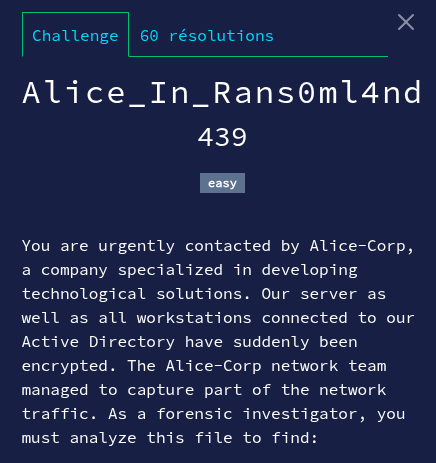 Challenge
60 résolutions
Alice_In_Rans0ml4nd
439
easy
You are urgently contacted by Alice-Corp,
a company specialized in developing
technological solutions. Our server as
well as all workstations connected to our
Active Directory have suddenly been
encrypted. The Alice-Corp network team
managed to capture part of the network
traffic. As a forensic investigator, you
must analyze this file to find: